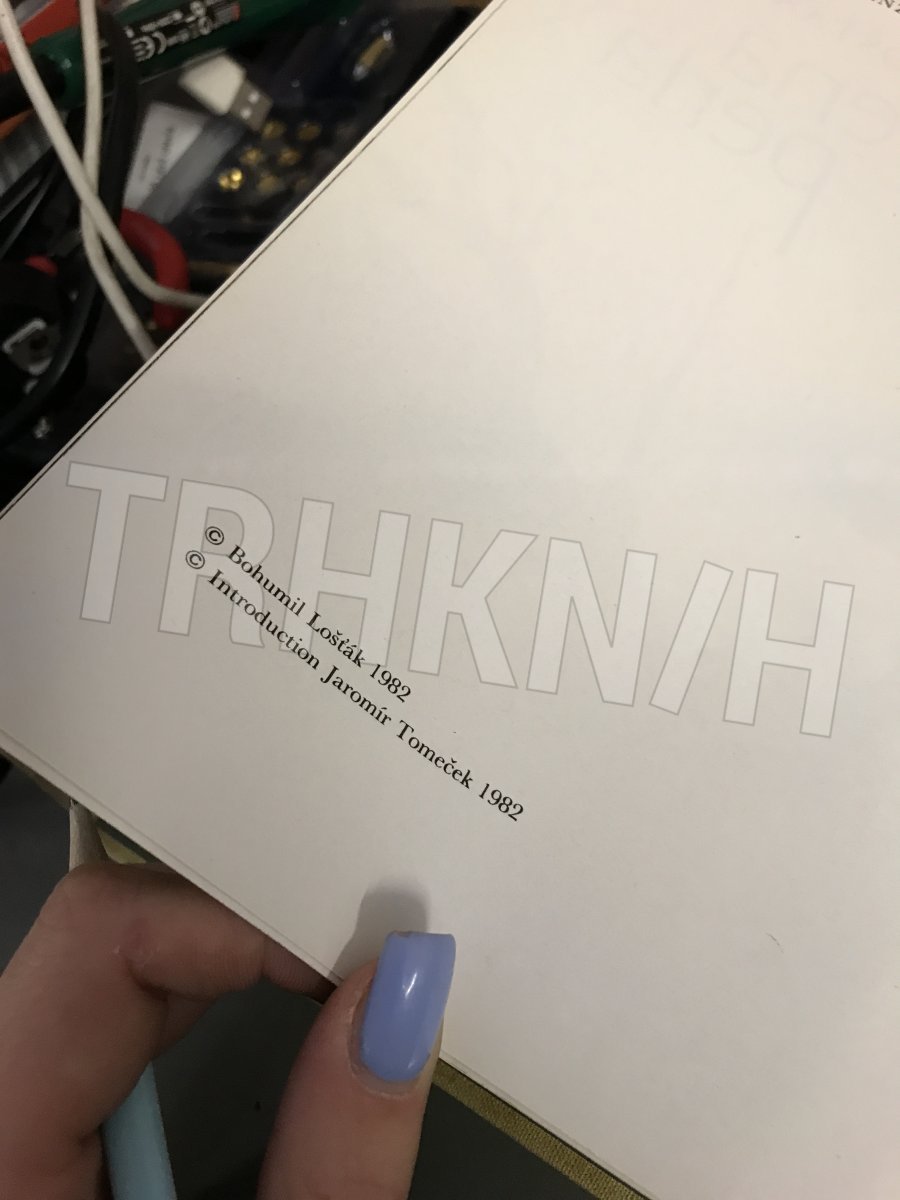 © Bohumil Lošťák 1982
© Introduction Jaromír Tomeček 1982
TRHKN/H